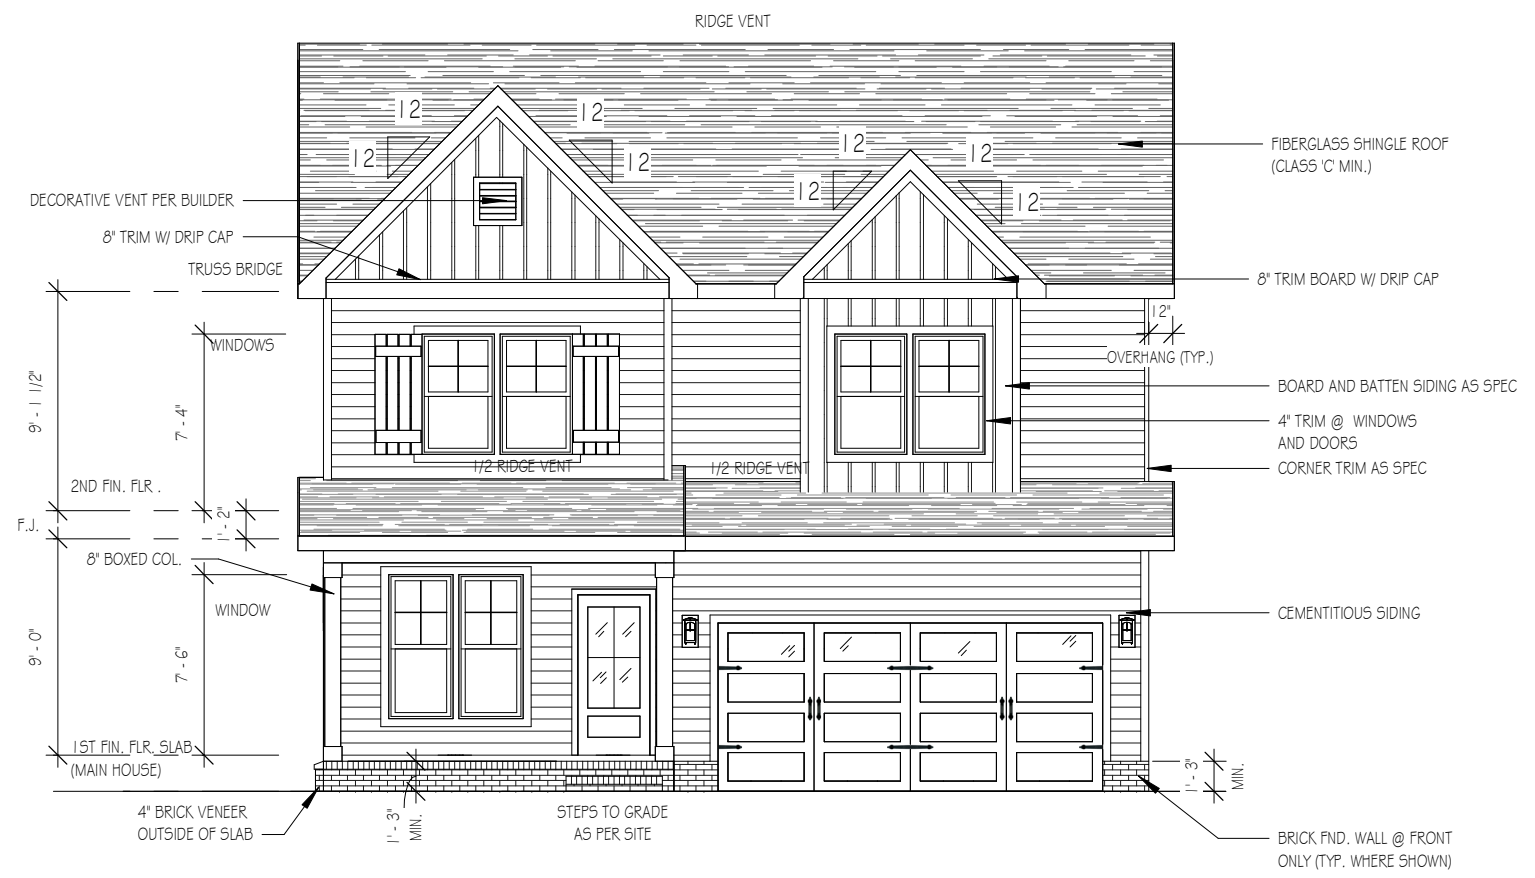 RIDGE VENT
12
12
12
12
12
12
12
12
FIBERGLASS SHINGLE ROOF
(CLASS 'C' MIN.)
DECORATIVE VENT PER BUILDER
8" TRIM W/ DRIP CAP
TRUSS BRIDGE
8" TRIM BOARD W/ DRIP CAP
12"
OVERHANG (TYP.)
WINDOWS
9' - 1 1/2"
7' - 4"
BOARD AND BATTEN SIDING AS SPEC
4" TRIM @ WINDOWS
AND DOORS
CORNER TRIM AS SPEC
1/2 RIDGE VENT
1/2 RIDGE VENT
2ND FIN. FLR .
F.J.
1' - 2"
8" BOXED COL.
WINDOW
9' - 0"
7' - 6"
CEMENTITIOUS SIDING
1ST FIN. FLR. SLAB
(MAIN HOUSE)
4" BRICK VENEER
OUTSIDE OF SLAB
1' - 3"
MIN.
STEPS TO GRADE
AS PER SITE
1' - 3"
MIN.
BRICK FND. WALL @ FRONT
ONLY (TYP. WHERE SHOWN)